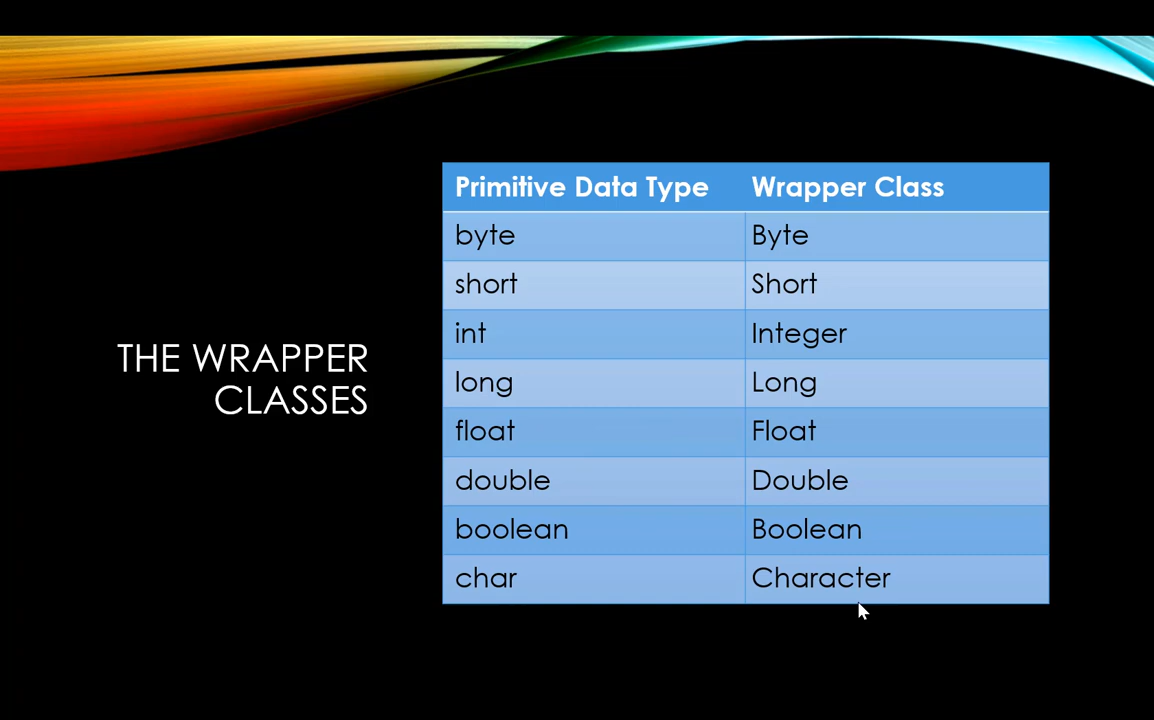 THE WRAPPER
CLASSES
Primitive Data Type Wrapper Class
byte Byte
short Short
int Integer
long Long
float Float
double Double
boolean Boolean
char Character